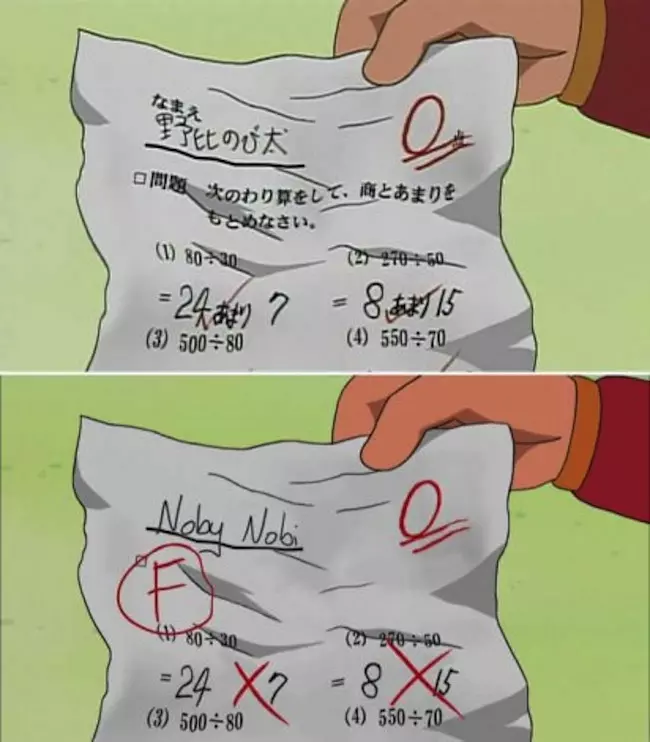 なまえ
野比のび太
0点
□問題 次のわり算をして、商とあまりを
もとめなさい。
(1) 80÷30
(2) 270÷50
=24あまり 7
=8あまり15
(3) 500÷80
(4) 550÷70
Noby Nobi
0
F
(1) 80÷30
(2) 270÷50
=24 7
=8 15
(3) 500÷80
(4) 550÷70